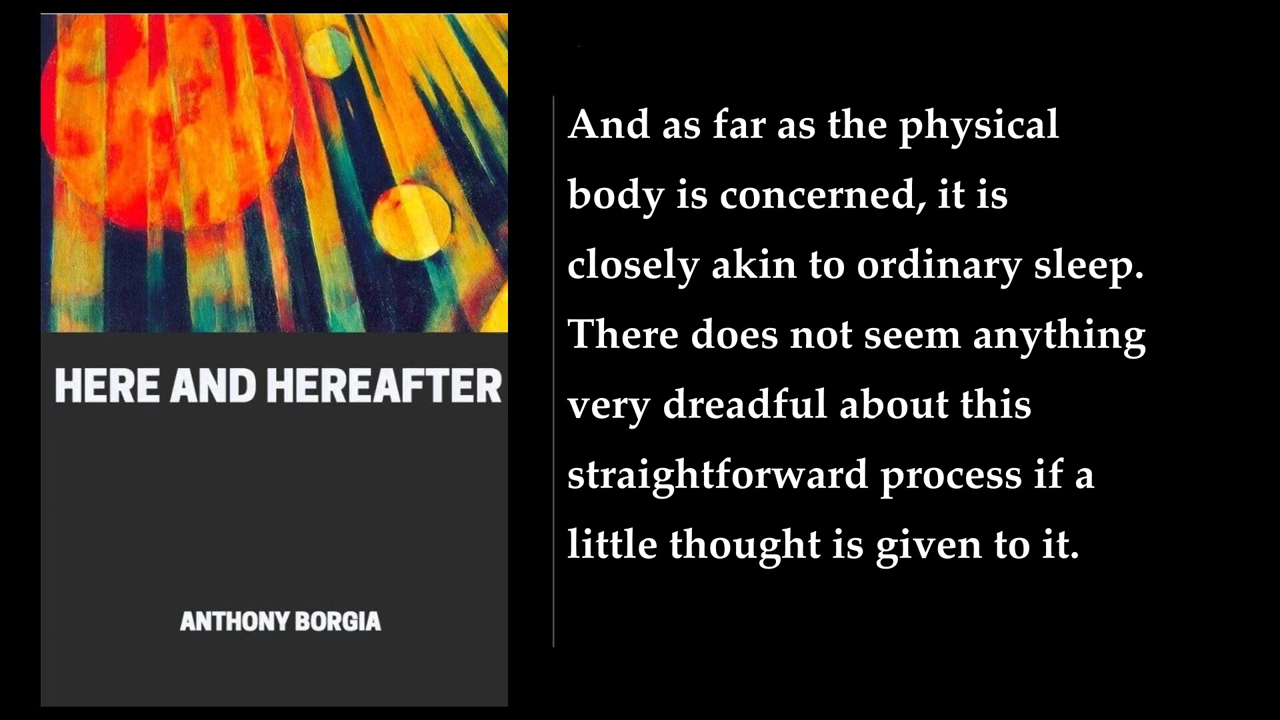 HERE AND HEREAFTER
ANTHONY BORGIA
And as far as the physical
body is concerned, it is
closely akin to ordinary sleep.
There does not seem anything
very dreadful about this
straightforward process if a
little thought is given to it.